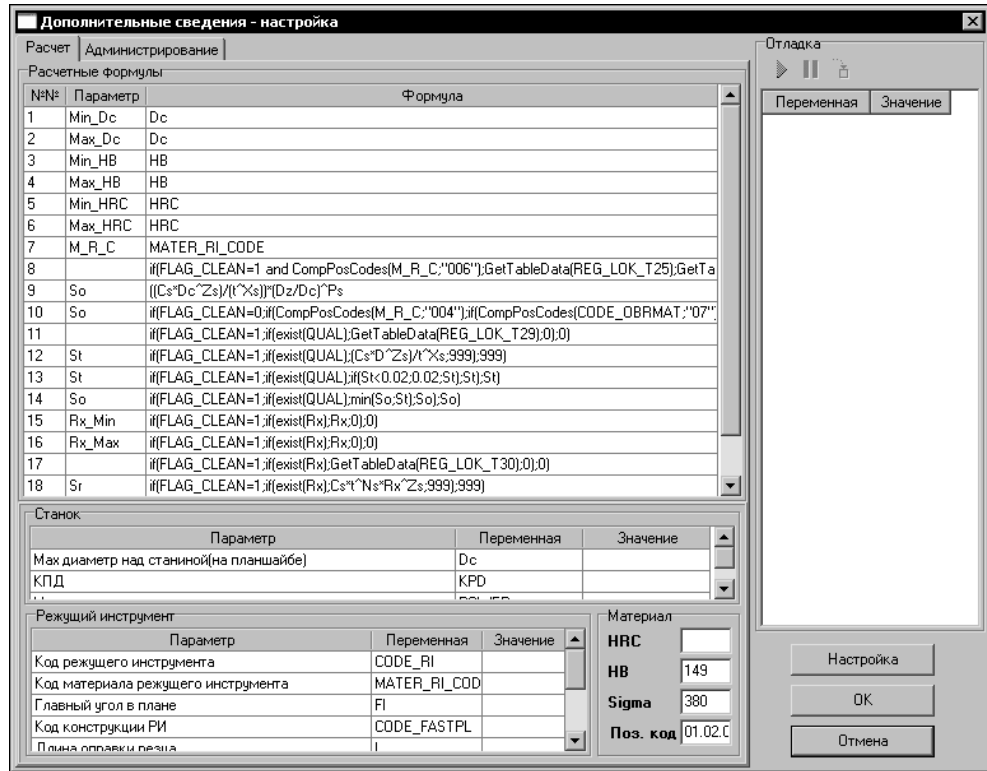 Дополнительные сведения - настройка
Расчет Администрирование
Расчетные формулы
№№ Параметр Формула
1 Min_Dc Dc
2 Max_Dc Dc
3 Min_HB HB
4 Max_HB HB
5 Min_HRC HRC
6 Max_HRC HRC
7 M_R_C MATER_RI_CODE
8 if(FLAG_CLEAN=1 and CompPosCodes(M_R_C;"006");GetTableData(REG_LOK_T25);GetTa
9 So ((Cs*Dc^Zs)/(t^Xs))*(Dz/Dc)^Ps
10 So if(FLAG_CLEAN=0;if(CompPosCodes(M_R_C;"004");if(CompPosCodes(CODE_OBRMAT;"07"
11 if(FLAG_CLEAN=1;if(exist(QUAL);GetTableData(REG_LOK_T29);0);0)
12 St if(FLAG_CLEAN=1;if(exist(QUAL);(Cs*D^Zs)/t^Xs;999);999)
13 St if(FLAG_CLEAN=1;if(exist(QUAL);if(St<0.02;0.02;St);St);St)
14 So if(FLAG_CLEAN=1;if(exist(QUAL);min(So;St);So);So)
15 Rx_Min if(FLAG_CLEAN=1;if(exist(Rx);Rx;0);0)
16 Rx_Max if(FLAG_CLEAN=1;if(exist(Rx);Rx;0);0)
17 if(FLAG_CLEAN=1;if(exist(Rx);GetTableData(REG_LOK_T30);0);0)
18 Sr if(FLAG_CLEAN=1;if(exist(Rx);Cs*t^Ns*Rx^Zs;999);999)
Станок
Параметр Переменная Значение
Max диаметр над станиной(на планшайбе) Dc
КПД KPD
Режущий инструмент
Параметр Переменная Значение
Код режущего инструмента CODE_RI
Код материала режущего инструмента MATER_RI_COD
Главный угол в плане FI
Код конструкции РИ CODE_FASTPL
Длина оправки резца L
Материал
HRC
HB 149
Sigma 380
Поз. код 01.02.0
Отладка
Переменная Значение
Настройка
OK
Отмена